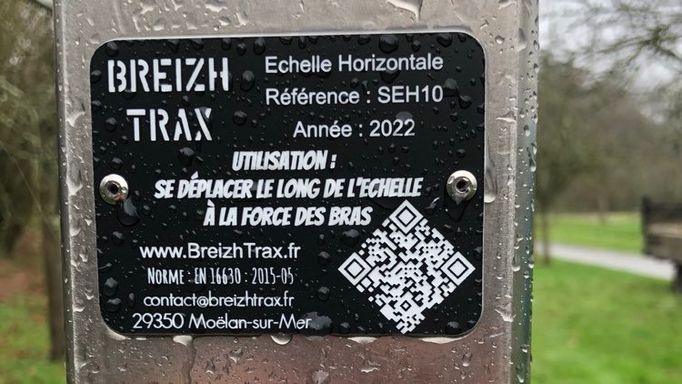 BREIZH
TRAX
Echelle Horizontale
Référence : SEH10
Année : 2022
UTILISATION :
SE DÉPLACER LE LONG DE L'ECHELLE
À LA FORCE DES BRAS
www.BreizhTrax.fr
NORME : EN 16630 : 2015-05
contact@breizhtrax.fr
29350 Moëlan-sur-Mer